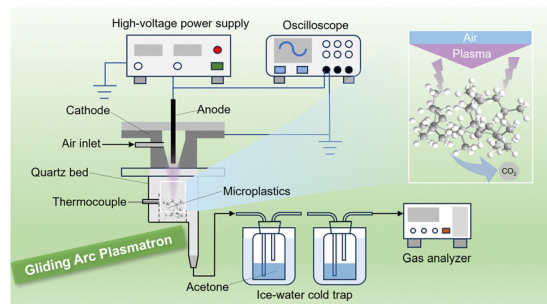 High-voltage power supply
Oscilloscope
Air
Plasma
Cathode
Anode
Air inlet
Quartz bed
CO₂
Microplastics
Thermocouple
Gliding Arc Plasmatron
Acetone
Ice-water cold trap
Gas analyzer